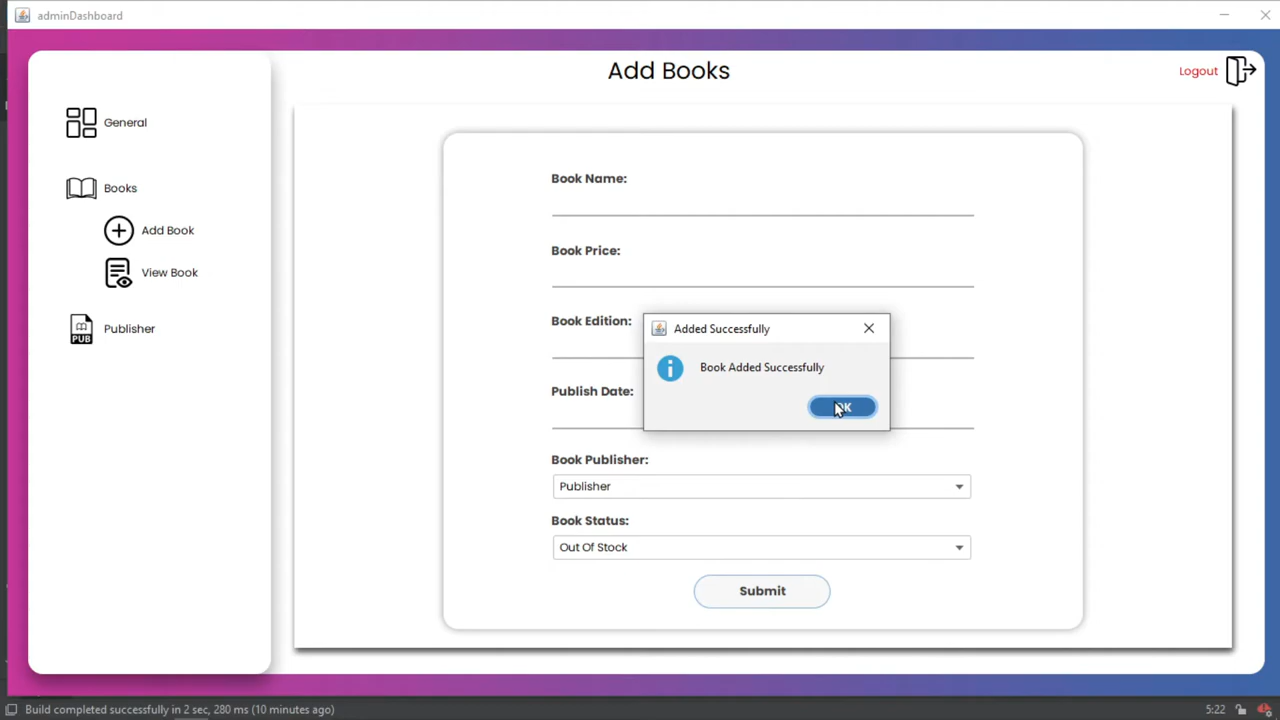 adminDashboard
Add Books
Logout
General
Books
Add Book
View Book
PUB
Publisher
Book Name:
Book Price:
Book Edition:
Publish Date:
Added Successfully
Book Added Successfully
OK
Book Publisher:
Publisher
Book Status:
Out Of Stock
Submit
Build completed successfully in 2 sec, 280 ms (10 minutes ago)
5:22